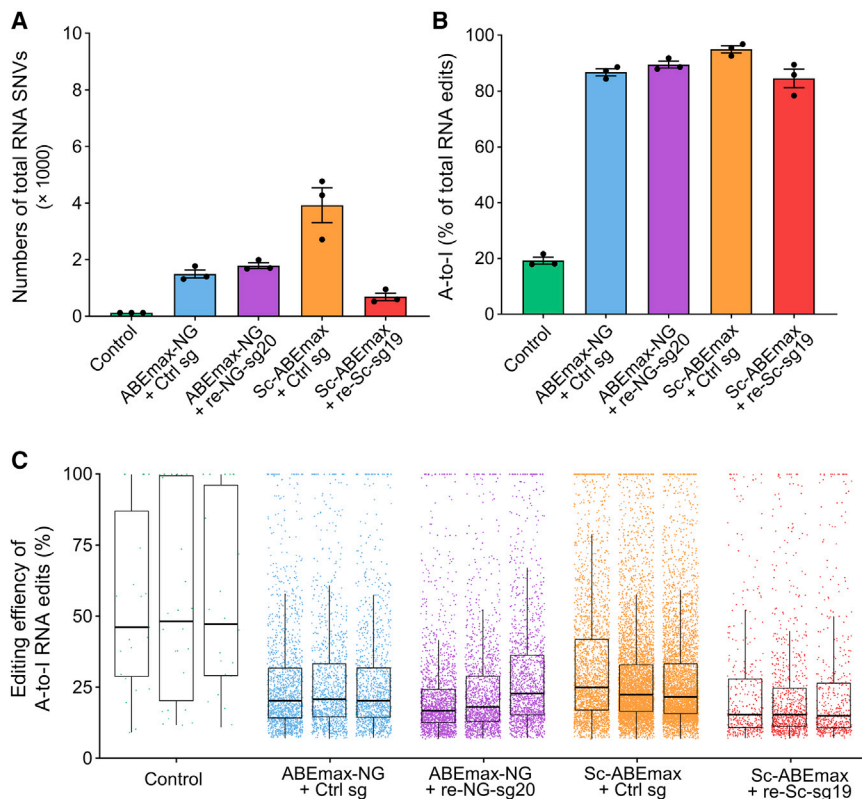 A
Numbers of total RNA SNVs
(× 1000)
10
8
6
4
2
0
Control
ABEmax-NG
+ Ctrl sg
ABEmax-NG
+ re-NG-sg20
Sc-ABEmax
+ Ctrl sg
Sc-ABEmax
+ re-Sc-sg19
B
A-to-I (% of total RNA edits)
100
80
60
40
20
0
Control
ABEmax-NG
+ Ctrl sg
ABEmax-NG
+ re-NG-sg20
Sc-ABEmax
+ Ctrl sg
Sc-ABEmax
+ re-Sc-sg19
C
Editing effiency of
A-to-I RNA edits (%)
100
50
25
0
Control
ABEmax-NG
+ Ctrl sg
ABEmax-NG
+ re-NG-sg20
Sc-ABEmax
+ Ctrl sg
Sc-ABEmax
+ re-Sc-sg19